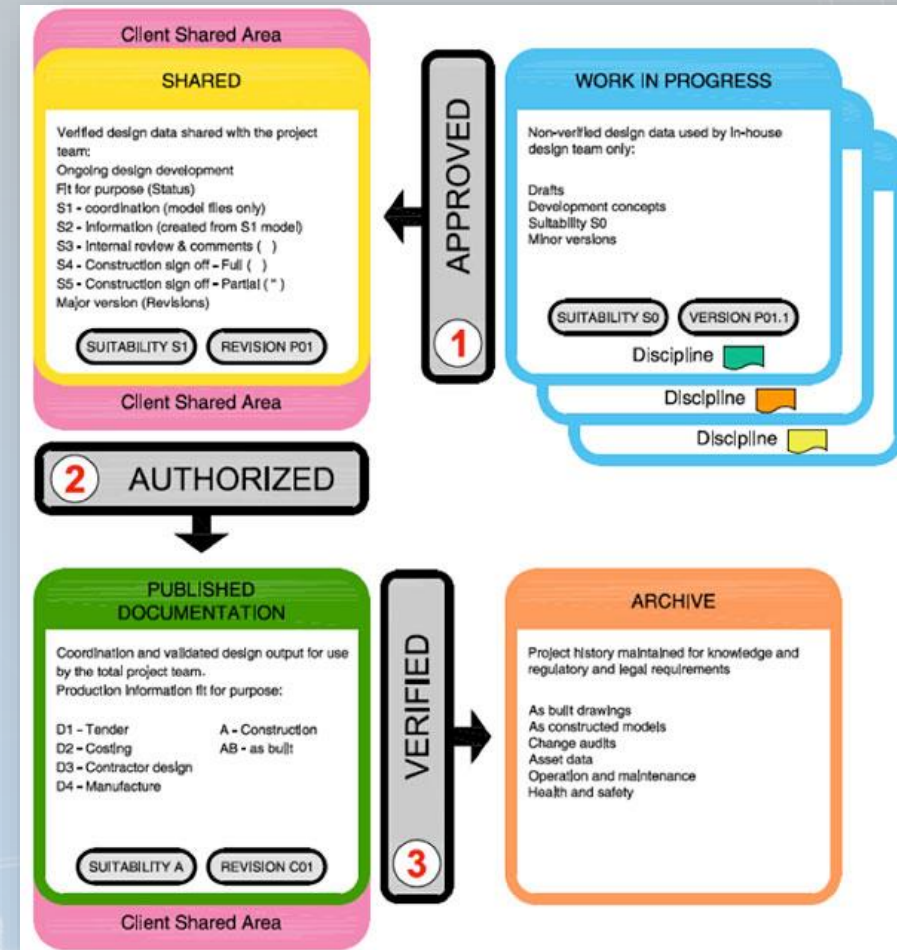 Client Shared Area
SHARED
Verified design data shared with the project
team:
Ongoing design development
Fit for purpose (Status)
S1 - coordination (model files only)
S2 - Information (created from S1 model)
S3 - Internal review & comments ( )
S4 - Construction sign off - Full ( )
S5 - Construction sign off - Partial ( " )
Major version (Revisions)
SUITABILITY S1
REVISION P01
Client Shared Area
APPROVED
1
WORK IN PROGRESS
Non-verified design data used by in-house
design team only:
Drafts
Development concepts
Suitability S0
Minor versions
SUITABILITY S0
VERSION P01.1
Discipline
Discipline
Discipline
2
AUTHORIZED
PUBLISHED
DOCUMENTATION
Coordination and validated design output for use
by the total project team.
Production information fit for purpose:
D1 - Tender
D2 - Costing
D3 - Contractor design
D4 - Manufacture
A - Construction
AB - as built
SUITABILITY A
REVISION C01
Client Shared Area
VERIFIED
3
ARCHIVE
Project history maintained for knowledge and
regulatory and legal requirements
As built drawings
As constructed models
Change audits
Asset data
Operation and maintenance
Health and safety